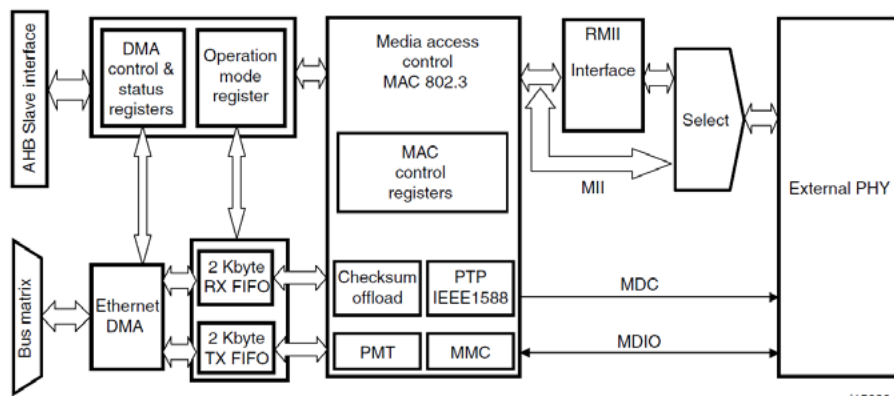 AHB Slave interface
DMA
control &
status
registers
Operation
mode
register
Media access
control
MAC 802.3
MAC
control
registers
RMII
Interface
Select
MII
External PHY
Bus matrix
Ethernet
DMA
2 Kbyte
RX FIFO
2 Kbyte
TX FIFO
Checksum
offload
PTP
IEEE1588
PMT
MMC
MDC
MDIO